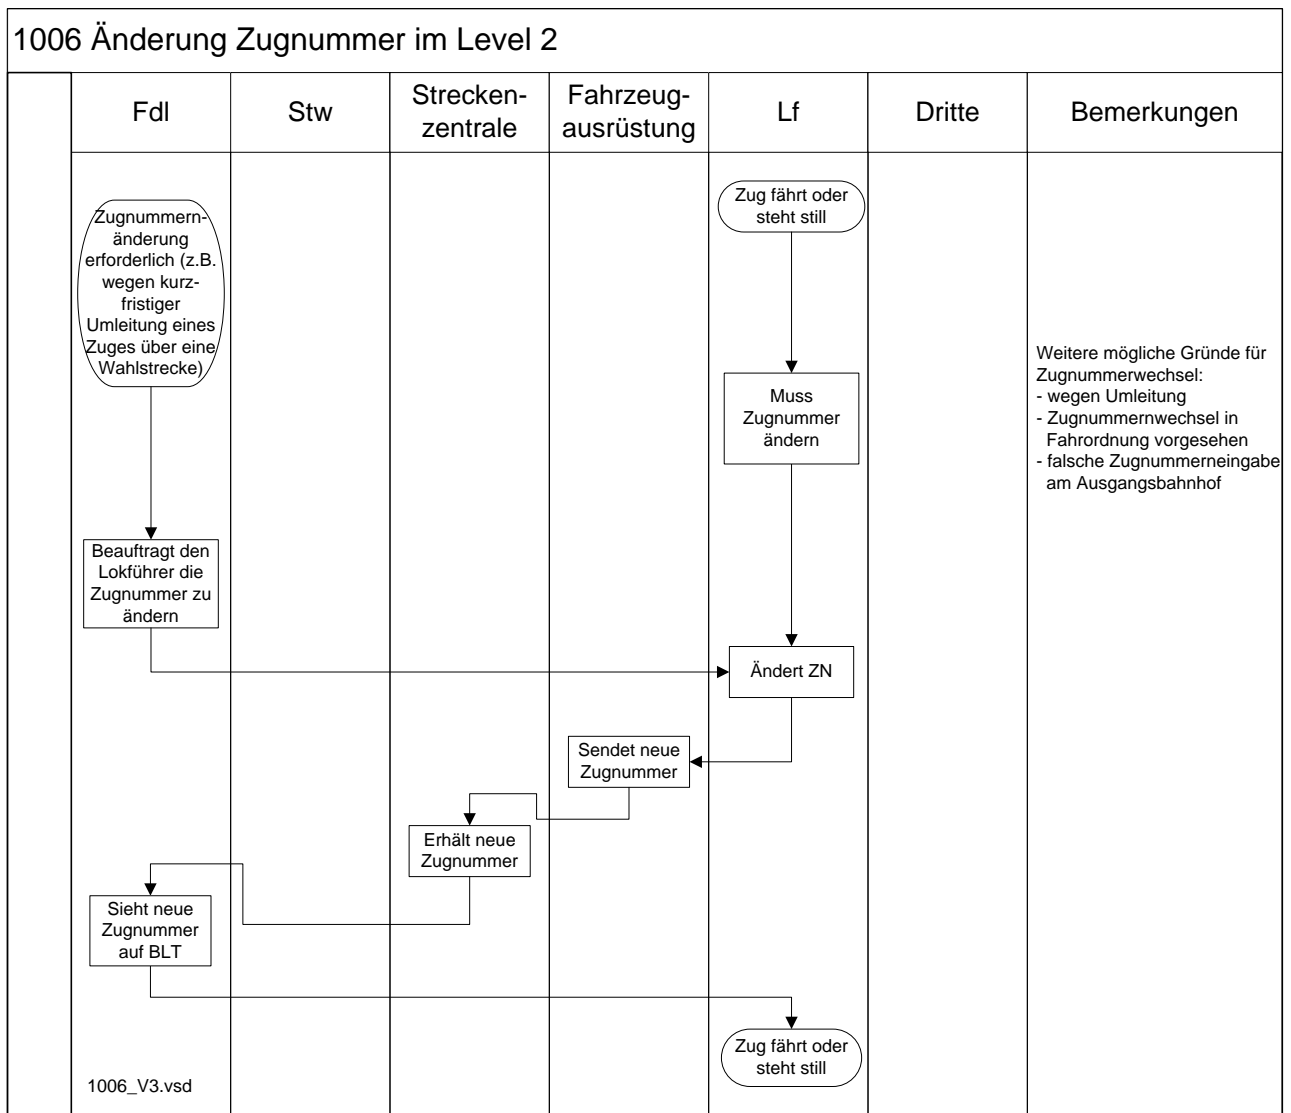 1006 Änderung Zugnummer im Level 2
Fdl
Stw
Strecken-
zentrale
Fahrzeug-
ausrüstung
Lf
Dritte
Bemerkungen
Zugnummern-
änderung
erforderlich (z.B.
wegen kurz-
fristiger
Umleitung eines
Zuges über eine
Wahlstrecke)
Zug fährt oder
steht still
Muss
Zugnummer
ändern
Weitere mögliche Gründe für
Zugnummerwechsel:
- wegen Umleitung
- Zugnummernwechsel in
Fahrordnung vorgesehen
- falsche Zugnummerneingabe
am Ausgangsbahnhof
Beauftragt den
Lokführer die
Zugnummer zu
ändern
Ändert ZN
Sendet neue
Zugnummer
Erhält neue
Zugnummer
Sieht neue
Zugnummer
auf BLT
Zug fährt oder
steht still
1006_V3.vsd